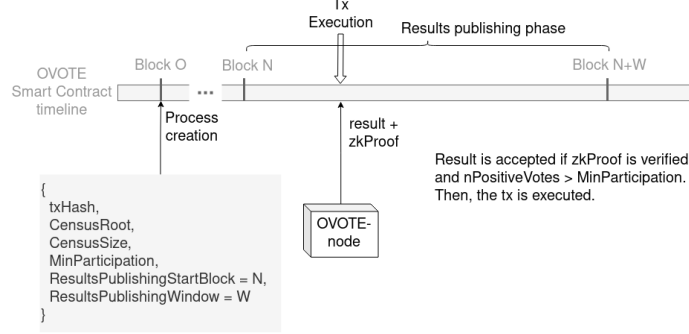 Tx
Execution
Results publishing phase
OVOTE
Smart Contract
timeline
Block O
Block N
Block N+W
...
Process
creation
result +
zkProof
Result is accepted if zkProof is verified
and nPositiveVotes > MinParticipation.
Then, the tx is executed.
{
txHash,
CensusRoot,
CensusSize,
MinParticipation,
ResultsPublishingStartBlock = N,
ResultsPublishingWindow = W
}
OVOTE-
node